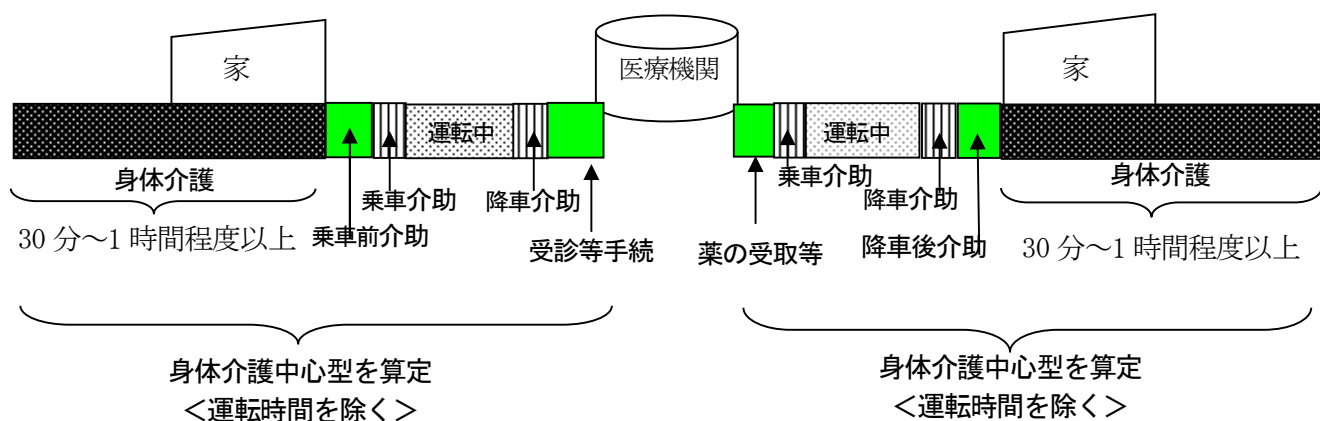 家
医療機関
家
運転中
運転中
身体介護
乗車介助
降車介助
乗車介助
降車介助
身体介護
30 分～1 時間程度以上
乗車前介助
受診等手続
薬の受取等
降車後介助
30 分～1 時間程度以上
身体介護中心型を算定
＜運転時間を除く＞
身体介護中心型を算定
＜運転時間を除く＞